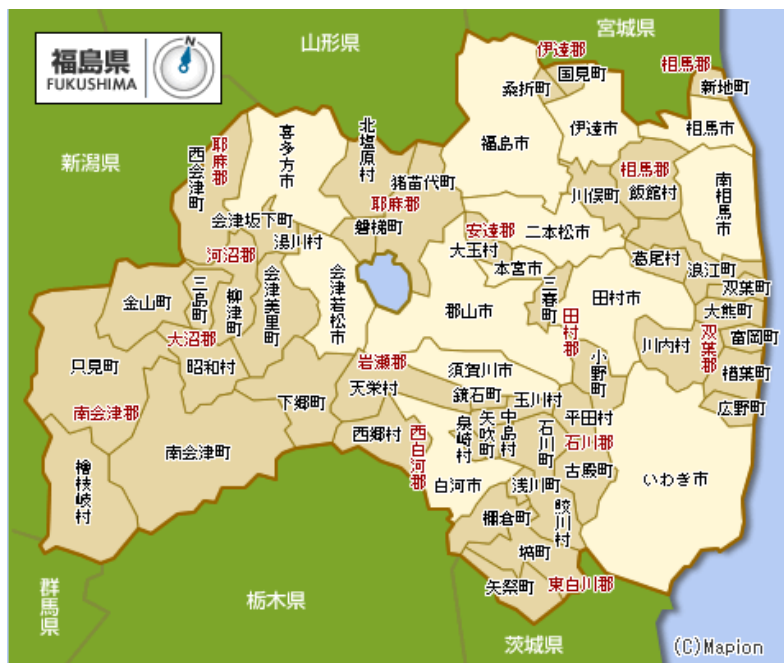 福島県
FUKUSHIMA
N
山形県
宮城県
新潟県
群馬県
栃木県
茨城県
伊達郡
国見町
桑折町
相馬郡
新地町
福島市
伊達市
相馬市
相馬郡
飯館村
川俣町
南相馬市
喜多方市
北塩原村
耶麻郡
西会津町
猪苗代町
耶麻郡
磐梯町
会津坂下町
湯川村
河沼郡
安達郡
大玉村
二本松市
本宮市
葛尾村
浪江町
双葉町
大熊町
双葉郡
富岡町
川内村
楢葉町
広野町
金山町
三島町
柳津町
会津美里町
会津若松市
郡山市
三春町
田村市
田村郡
小野町
大沼郡
昭和村
只見町
岩瀬郡
天栄村
須賀川市
鏡石町
玉川村
下郷町
南会津郡
南会津町
檜枝岐村
西郷村
西白河郡
泉崎村
矢吹町
中島村
石川町
平田村
石川郡
古殿町
白河市
浅川町
鮫川村
棚倉町
塙町
矢祭町
東白川郡
いわき市
(C)Mapion